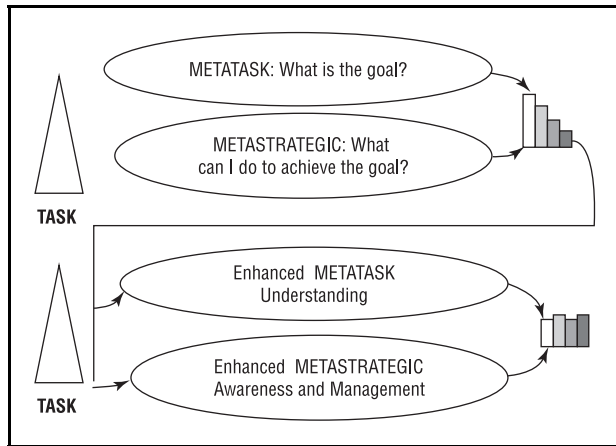 METATASK: What is the goal?
METASTRATEGIC: What
can I do to achieve the goal?
TASK
Enhanced METATASK
Understanding
Enhanced METASTRATEGIC
Awareness and Management
TASK